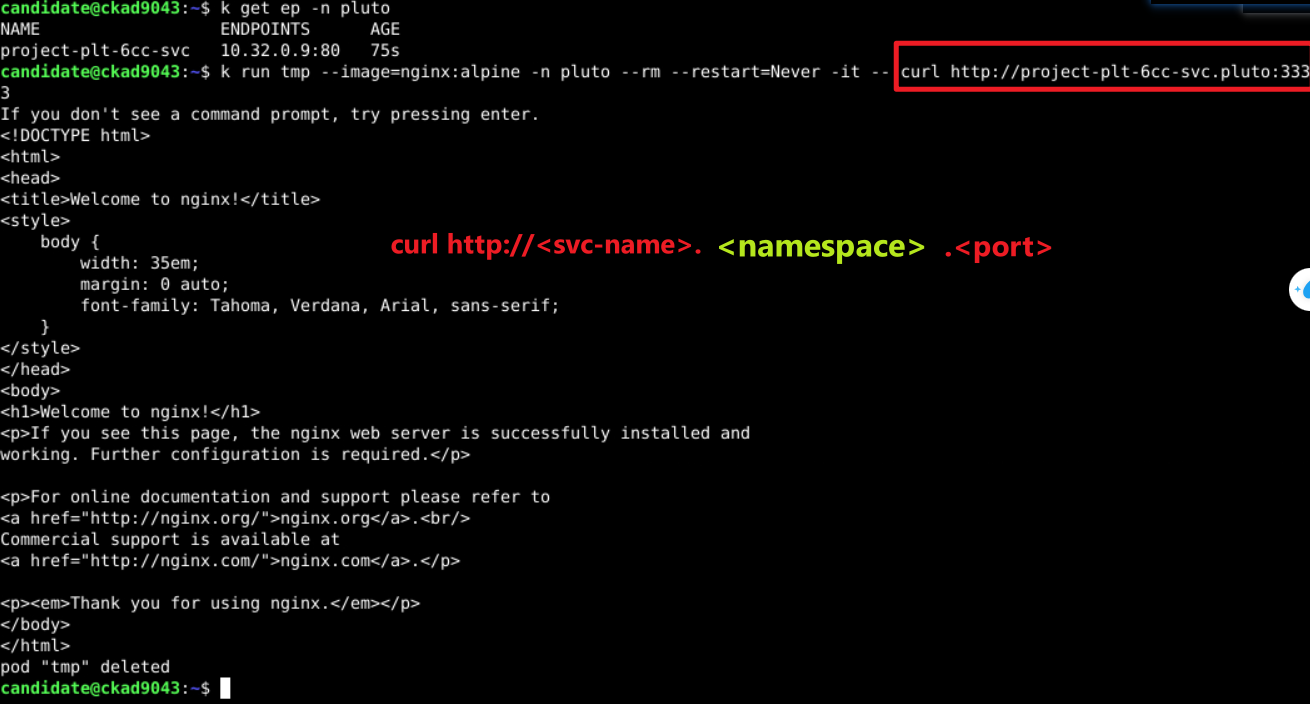 candidate@ckad9043:~$ k get ep -n pluto
NAME                  ENDPOINTS      AGE
project-plt-6cc-svc   10.32.0.9:80   75s
candidate@ckad9043:~$ k run tmp --image=nginx:alpine -n pluto --rm --restart=Never -it -- curl http://project-plt-6cc-svc.pluto:333
3
If you don't see a command prompt, try pressing enter.
<!DOCTYPE html>
<html>
<head>
<title>Welcome to nginx!</title>
<style>
    body {
curl http://<svc-name>. <namespace> .<port>
        width: 35em;
        margin: 0 auto;
        font-family: Tahoma, Verdana, Arial, sans-serif;
    }
</style>
</head>
<body>
<h1>Welcome to nginx!</h1>
<p>If you see this page, the nginx web server is successfully installed and
working. Further configuration is required.</p>

<p>For online documentation and support please refer to
<a href="http://nginx.org/">nginx.org</a>.<br/>
Commercial support is available at
<a href="http://nginx.com/">nginx.com</a>.</p>

<p><em>Thank you for using nginx.</em></p>
</body>
</html>
pod "tmp" deleted
candidate@ckad9043:~$